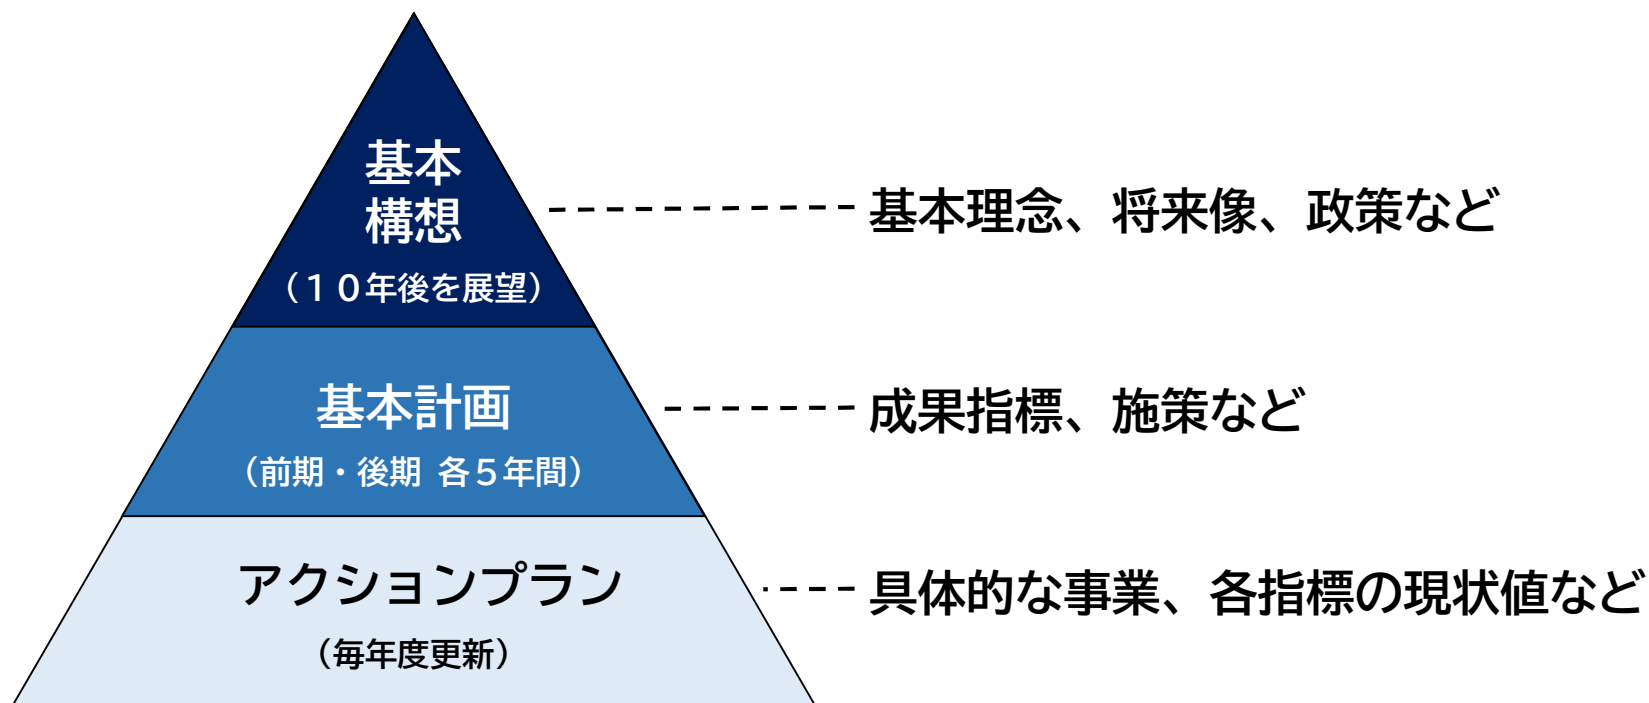 基本
構想
（１０年後を展望）
基本理念、将来像、政策など
基本計画
（前期・後期 各５年間）
成果指標、施策など
アクションプラン
（毎年度更新）
具体的な事業、各指標の現状値など